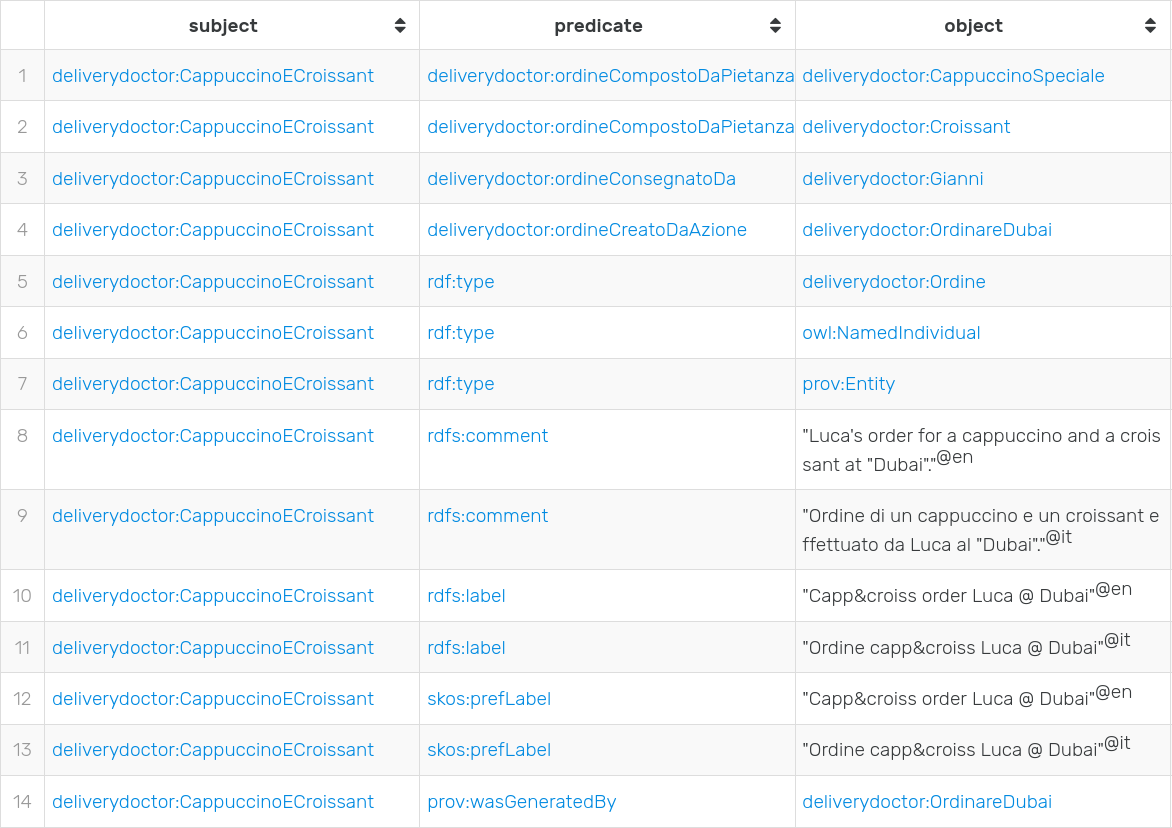 subject predicate object
1 deliverydoctor:CappuccinoECroissant deliverydoctor:ordineCompostoDaPietanza deliverydoctor:CappuccinoSpeciale
2 deliverydoctor:CappuccinoECroissant deliverydoctor:ordineCompostoDaPietanza deliverydoctor:Croissant
3 deliverydoctor:CappuccinoECroissant deliverydoctor:ordineConsegnatoDa deliverydoctor:Gianni
4 deliverydoctor:CappuccinoECroissant deliverydoctor:ordineCreatoDaAzione deliverydoctor:OrdinareDubai
5 deliverydoctor:CappuccinoECroissant rdf:type deliverydoctor:Ordine
6 deliverydoctor:CappuccinoECroissant rdf:type owl:NamedIndividual
7 deliverydoctor:CappuccinoECroissant rdf:type prov:Entity
8 deliverydoctor:CappuccinoECroissant rdfs:comment "Luca's order for a cappuccino and a crois
sant at "Dubai"."@en
9 deliverydoctor:CappuccinoECroissant rdfs:comment "Ordine di un cappuccino e un croissant e
ffettuato da Luca al "Dubai"."@it
10 deliverydoctor:CappuccinoECroissant rdfs:label "Capp&croiss order Luca @ Dubai"@en
11 deliverydoctor:CappuccinoECroissant rdfs:label "Ordine capp&croiss Luca @ Dubai"@it
12 deliverydoctor:CappuccinoECroissant skos:prefLabel "Capp&croiss order Luca @ Dubai"@en
13 deliverydoctor:CappuccinoECroissant skos:prefLabel "Ordine capp&croiss Luca @ Dubai"@it
14 deliverydoctor:CappuccinoECroissant prov:wasGeneratedBy deliverydoctor:OrdinareDubai